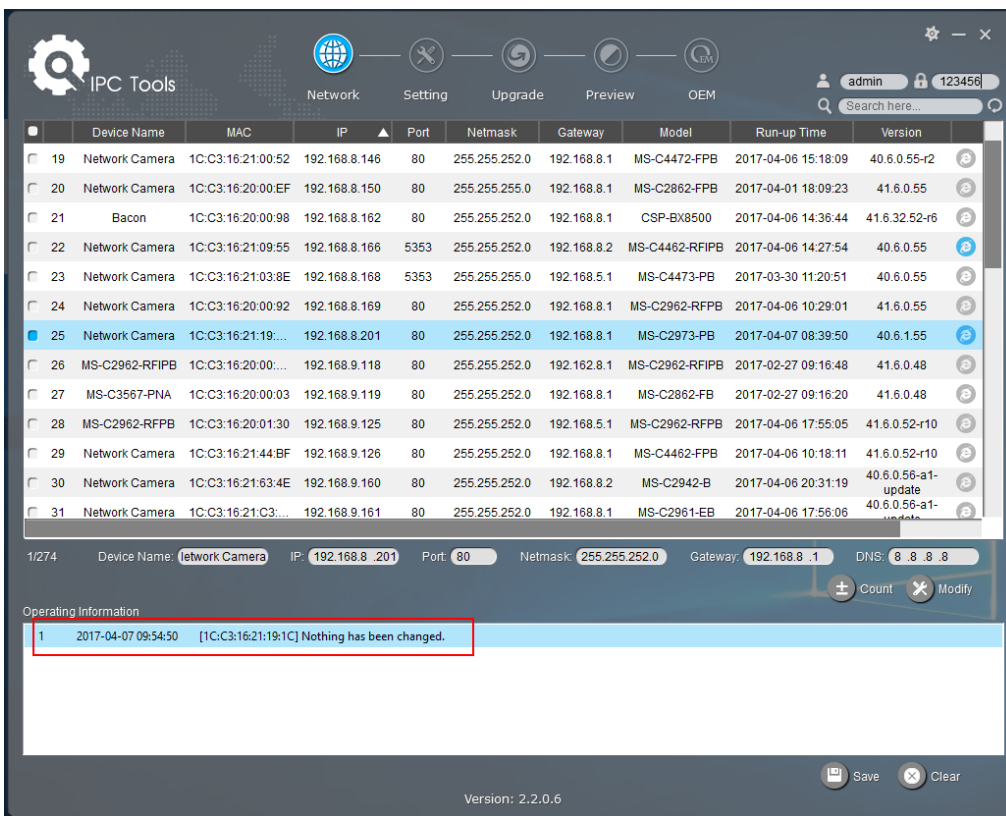 IPC Tools
Network Setting Upgrade Preview OEM
admin 123456
Search here...
Device Name MAC IP Port Netmask Gateway Model Run-up Time Version
19 Network Camera 1C:C3:16:21:00:52 192.168.8.146 80 255.255.252.0 192.168.8.1 MS-C4472-FPB 2017-04-06 15:18:09 40.6.0.55-r2
20 Network Camera 1C:C3:16:20:00:EF 192.168.8.150 80 255.255.255.0 192.168.8.1 MS-C2862-FPB 2017-04-01 18:09:23 41.6.0.55
21 Bacon 1C:C3:16:20:00:98 192.168.8.162 80 255.255.252.0 192.168.8.1 CSP-BX8500 2017-04-06 14:36:44 41.6.32.52-r6
22 Network Camera 1C:C3:16:21:09:55 192.168.8.166 5353 255.255.252.0 192.168.8.2 MS-C4462-RFIPB 2017-04-06 14:27:54 40.6.0.55
23 Network Camera 1C:C3:16:21:03:8E 192.168.8.168 5353 255.255.255.0 192.168.5.1 MS-C4473-PB 2017-03-30 11:20:51 40.6.0.55
24 Network Camera 1C:C3:16:20:00:92 192.168.8.169 80 255.255.252.0 192.168.8.1 MS-C2962-RFPB 2017-04-06 10:29:01 41.6.0.55
25 Network Camera 1C:C3:16:21:19:... 192.168.8.201 80 255.255.252.0 192.168.8.1 MS-C2973-PB 2017-04-07 08:39:50 40.6.1.55
26 MS-C2962-RFIPB 1C:C3:16:20:00:... 192.168.9.118 80 255.255.252.0 192.162.8.1 MS-C2962-RFIPB 2017-02-27 09:16:48 41.6.0.48
27 MS-C3567-PNA 1C:C3:16:20:00:03 192.168.9.119 80 255.255.252.0 192.168.8.1 MS-C2862-FB 2017-02-27 09:16:20 41.6.0.48
28 MS-C2962-RFPB 1C:C3:16:20:01:30 192.168.9.125 80 255.255.252.0 192.168.5.1 MS-C2962-RFPB 2017-04-06 17:55:05 41.6.0.52-r10
29 Network Camera 1C:C3:16:21:44:BF 192.168.9.126 80 255.255.252.0 192.168.8.1 MS-C4462-FPB 2017-04-06 10:18:11 41.6.0.52-r10
30 Network Camera 1C:C3:16:21:63:4E 192.168.9.160 80 255.255.252.0 192.168.8.2 MS-C2942-B 2017-04-06 20:31:19 40.6.0.56-a1-update
31 Network Camera 1C:C3:16:21:C3:... 192.168.9.161 80 255.255.252.0 192.168.8.1 MS-C2961-EB 2017-04-06 17:56:06 40.6.0.56-a1-
1/274 Device Name: letwork Camera IP: 192.168.8 .201 Port: 80 Netmask: 255.255.252.0 Gateway: 192.168.8 .1 DNS: 8 .8 .8 .8
Count Modify
Operating Information
1 2017-04-07 09:54:50 [1C:C3:16:21:19:1C] Nothing has been changed.
Save Clear
Version: 2.2.0.6